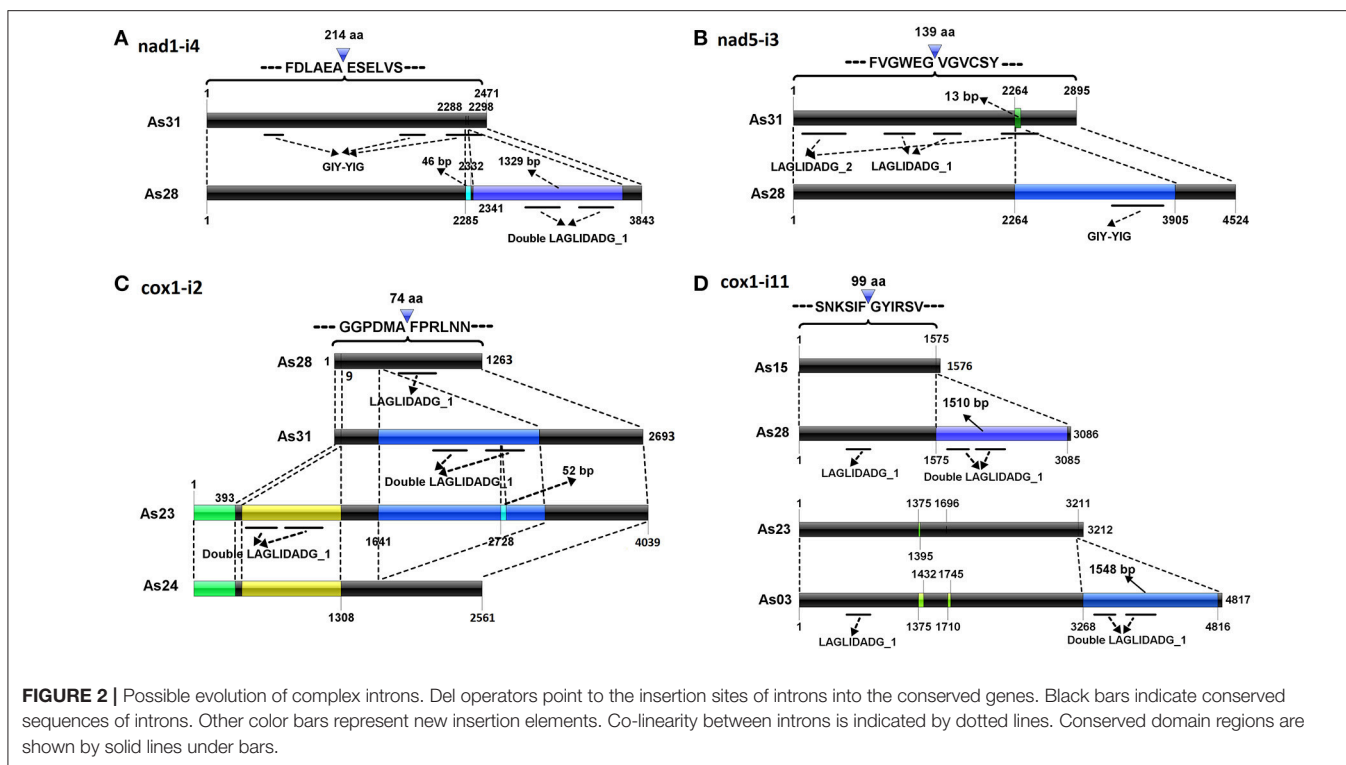 A nad1-i4
214 aa
--- FDLAEA ESELVS ---
1
2471
2288
2298
As31
GIY-YIG
46 bp
2332
1329 bp
As28
1
2285
2341
3843
Double LAGLIDADG_1
B nad5-i3
139 aa
--- FVGWEG VGVCSY ---
1
2264
2895
13 bp
As31
LAGLIDADG_2
LAGLIDADG_1
As28
1
2264
3905
4524
GIY-YIG
C cox1-i2
74 aa
--- GGPDMA FPRLNN ---
As28
1
1263
9
LAGLIDADG_1
As31
2693
Double LAGLIDADG_1
52 bp
1
393
As23
Double LAGLIDADG_1
1641
2728
4039
As24
1308
2561
D cox1-i11
99 aa
--- SNKSIF GYIRSV ---
1
1575
As15
1576
1510 bp
As28
3086
1
1575
3085
LAGLIDADG_1
Double LAGLIDADG_1
1
1375
1696
3211
As23
3212
1395
1432
1745
1548 bp
As03
4817
1375
1710
3268
4816
LAGLIDADG_1
Double LAGLIDADG_1
FIGURE 2 | Possible evolution of complex introns. Del operators point to the insertion sites of introns into the conserved genes. Black bars indicate conserved
sequences of introns. Other color bars represent new insertion elements. Co-linearity between introns is indicated by dotted lines. Conserved domain regions are
shown by solid lines under bars.